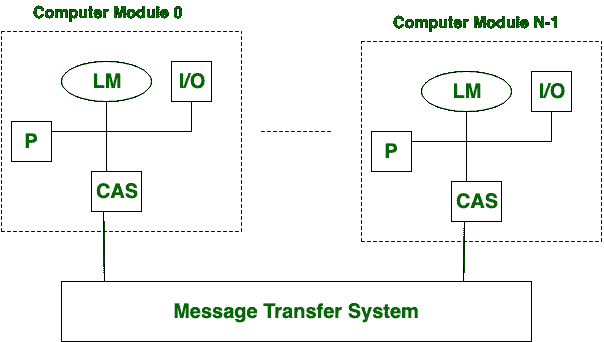 Computer Module 0
LM
I/O
P
CAS
Computer Module N-1
LM
I/O
P
CAS
Message Transfer System